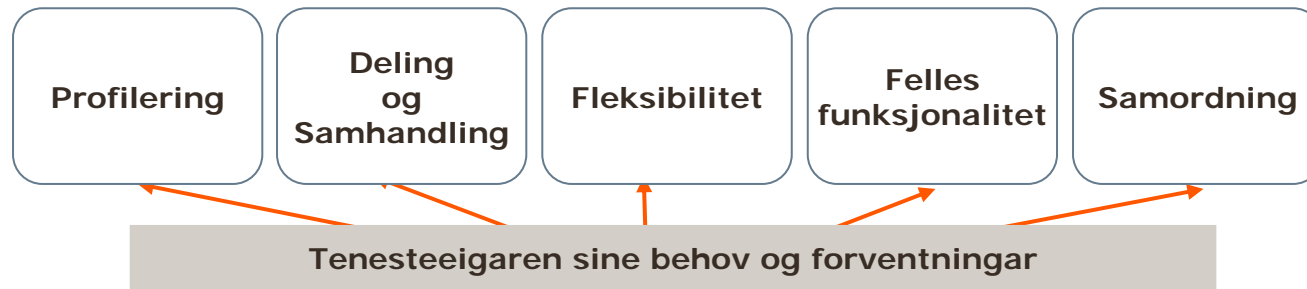 Profilering
Deling
og
Samhandling
Fleksibilitet
Felles
funksjonalitet
Samordning
Tenesteeigaren sine behov og forventningar